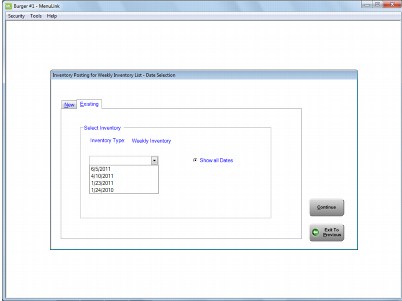 Burger #1 - MenuLink
Security Tools Help
Inventory Posting for Weekly Inventory List - Date Selection
New Existing
Select Inventory
Inventory Type: Weekly Inventory
Show all Dates
6/5/2011
4/10/2011
1/23/2011
1/24/2010
Continue
Exit To
Previous